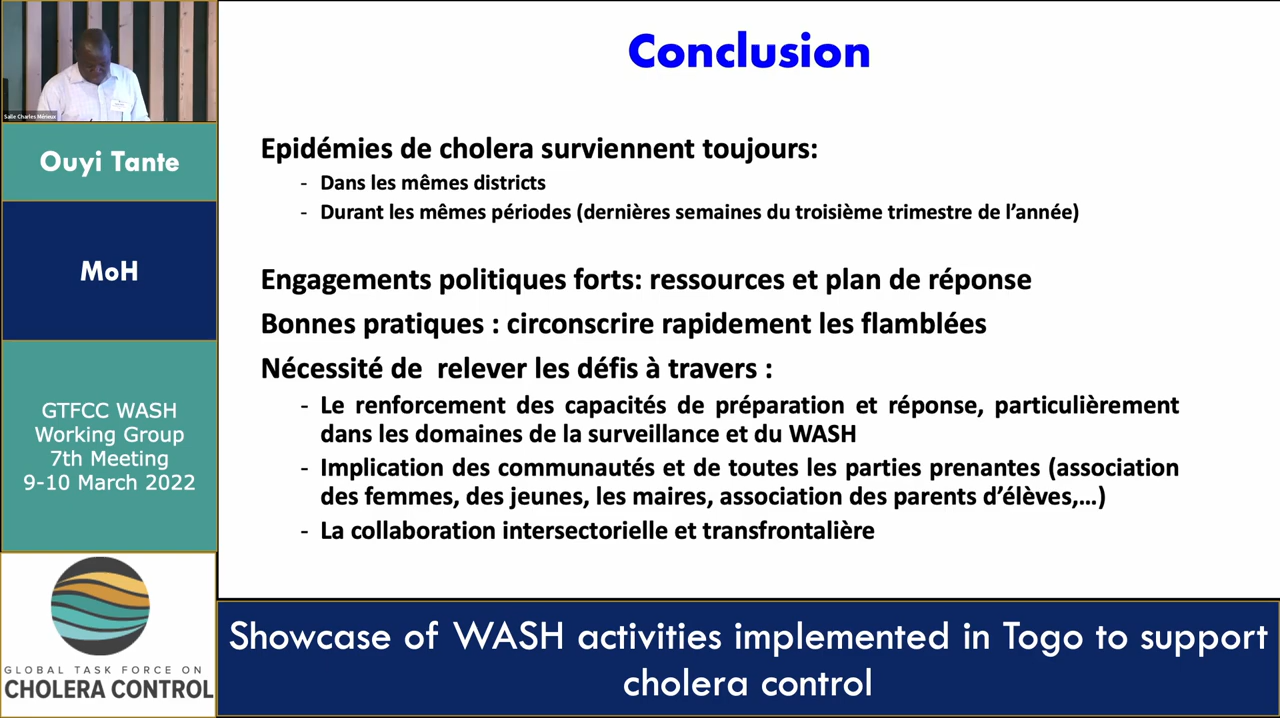 Salle Charles Mérieux
Ouyi Tante
MoH
GTFCC WASH
Working Group
7th Meeting
9-10 March 2022
GLOBAL TASK FORCE ON
CHOLERA CONTROL
Conclusion
Epidémies de cholera surviennent toujours:
- Dans les mêmes districts
- Durant les mêmes périodes (dernières semaines du troisième trimestre de l’année)
Engagements politiques forts: ressources et plan de réponse
Bonnes pratiques : circonscrire rapidement les flambées
Nécessité de relever les défis à travers :
- Le renforcement des capacités de préparation et réponse, particulièrement
dans les domaines de la surveillance et du WASH
- Implication des communautés et de toutes les parties prenantes (association
des femmes, des jeunes, les maires, association des parents d’élèves,...)
- La collaboration intersectorielle et transfrontalière
Showcase of WASH activities implemented in Togo to support
cholera control